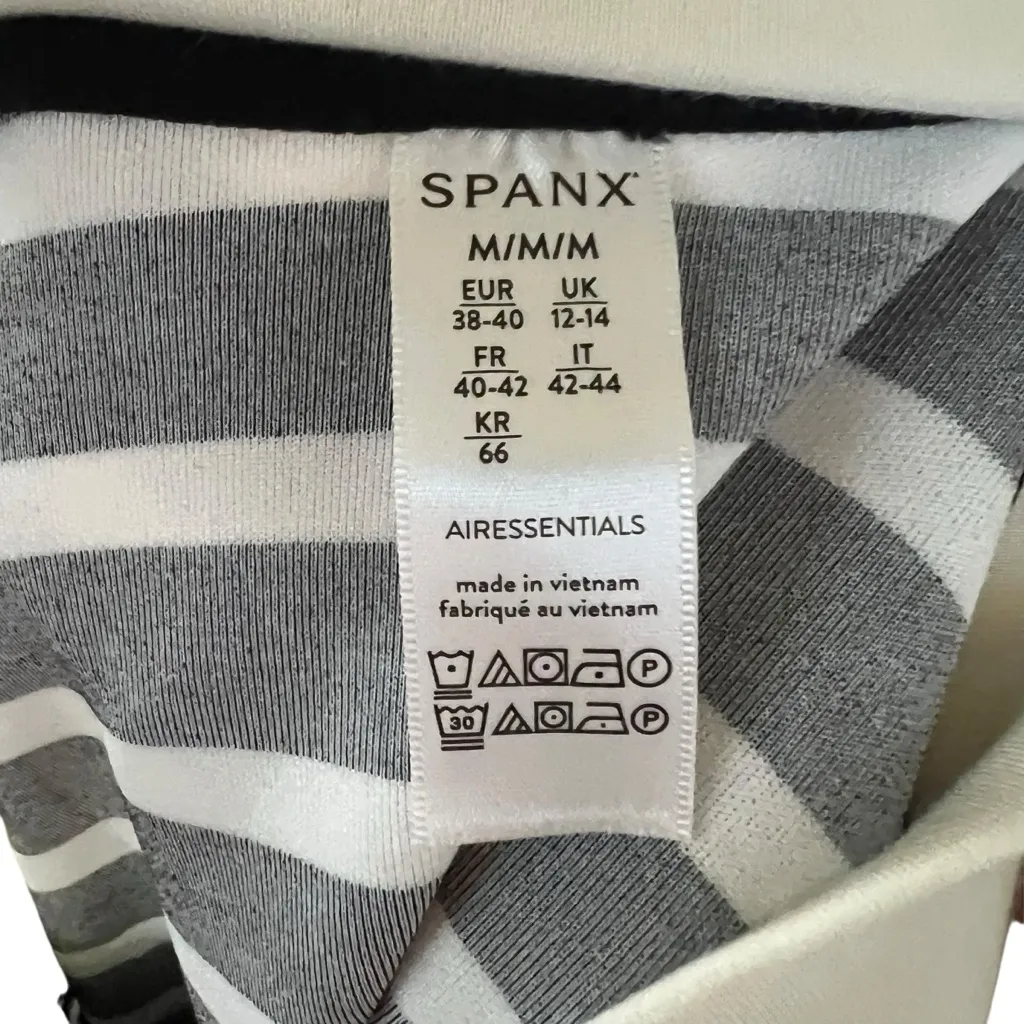 SPANX
M/M/M
EUR UK
38-40 12-14
FR IT
40-42 42-44
KR
66
AIRESSENTIALS
made in vietnam
fabriqué au vietnam
P
30 P